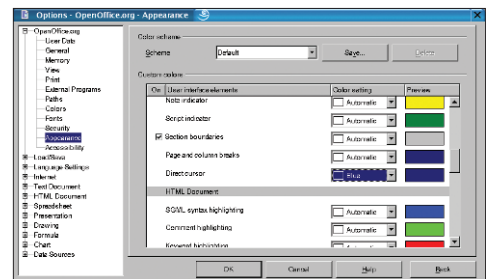 Options - OpenOffice.org - Appearance
OpenOffice.org
User Data
General
Memory
View
Print
External Programs
Paths
Colors
Fonts
Security
Appearance
Accessibility
Load/Save
Language Settings
Internet
Text Document
HTML Document
Spreadsheet
Presentation
Drawing
Formula
Chart
Data Sources
Color scheme
Scheme
Default
Save...
Delete
Custom colors
On User interface elements Color setting Preview
Note indicator Automatic
Script indicator Automatic
Section boundaries Automatic
Page and column breaks Automatic
Direct cursor Blue
HTML Document
SGML syntax highlighting Automatic
Comment highlighting Automatic
Keyword highlighting Automatic
OK Cancel Help Back